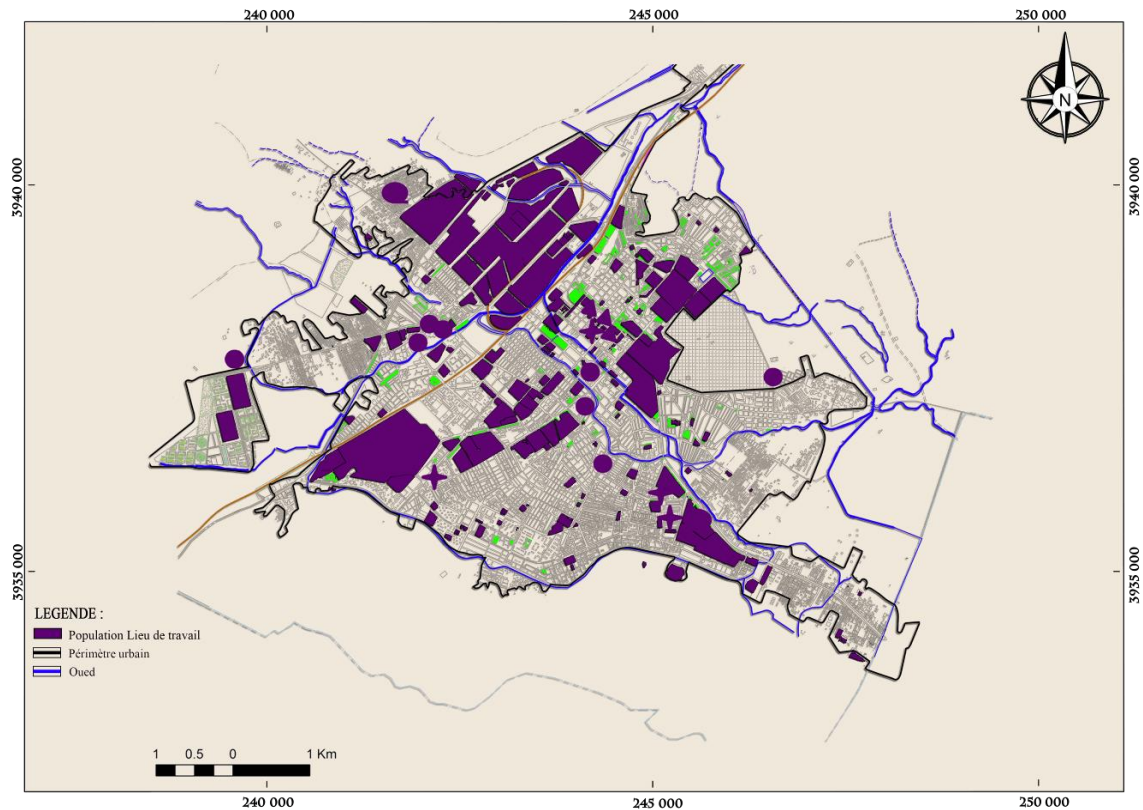 240 000 245 000 250 000
N
3940 000 3940 000
3935 000 3935 000
LEGENDE :
Population Lieu de travail
Périmètre urbain
Oued
1 0.5 0 1 Km
240 000 245 000 250 000